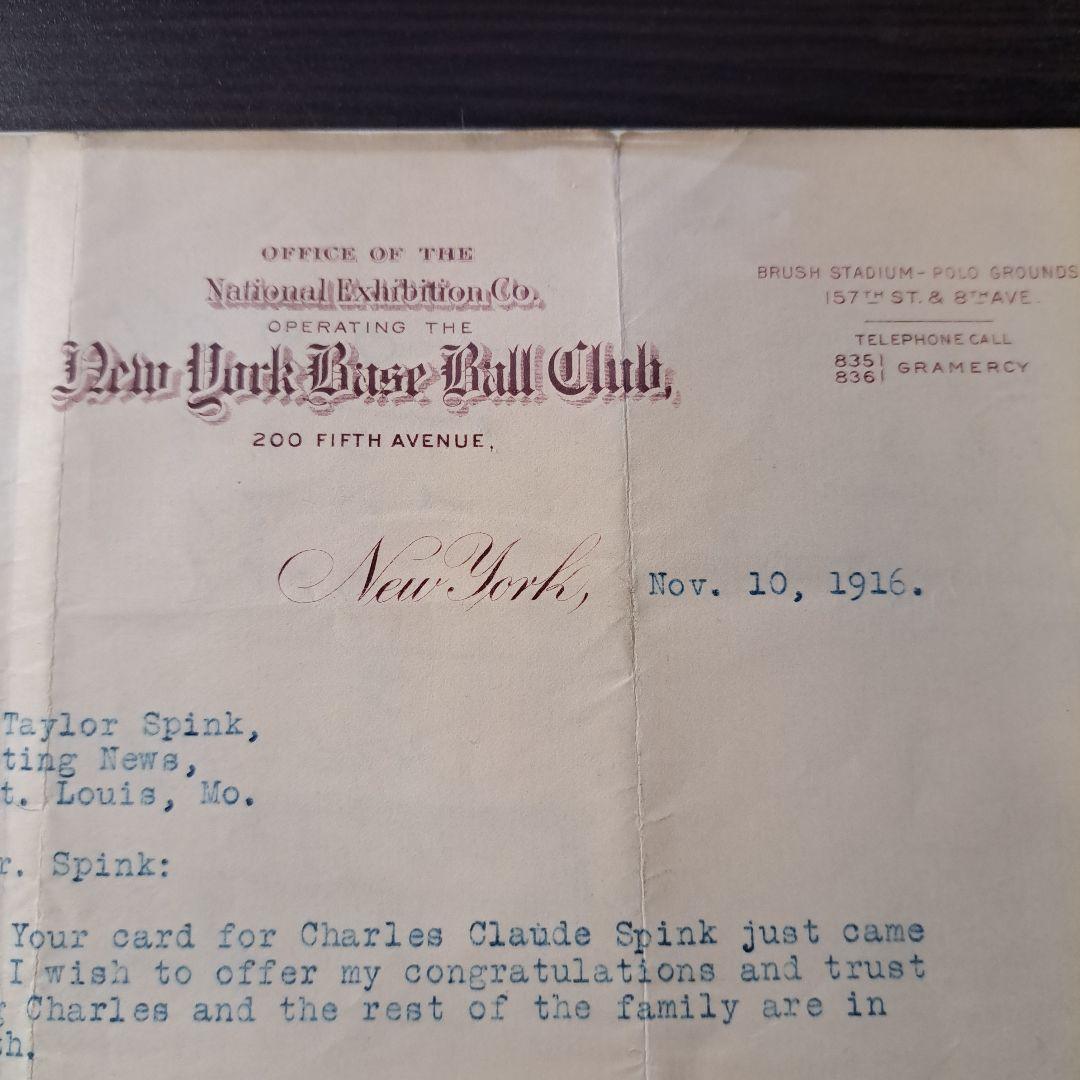 OFFICE OF THE
National Exhibition Co.
OPERATING THE
New York Base Ball Club,
200 FIFTH AVENUE,
BRUSH STADIUM-POLO GROUNDS
157TH ST. & 8TH AVE.
TELEPHONE CALL
835
836 GRAMERCY
New York, Nov. 10, 1916.
Taylor Spink,
ting News,
t. Louis, Mo.
r. Spink:
Your card for Charles Claude Spink just came
I wish to offer my congratulations and trust
g Charles and the rest of the family are in
th.